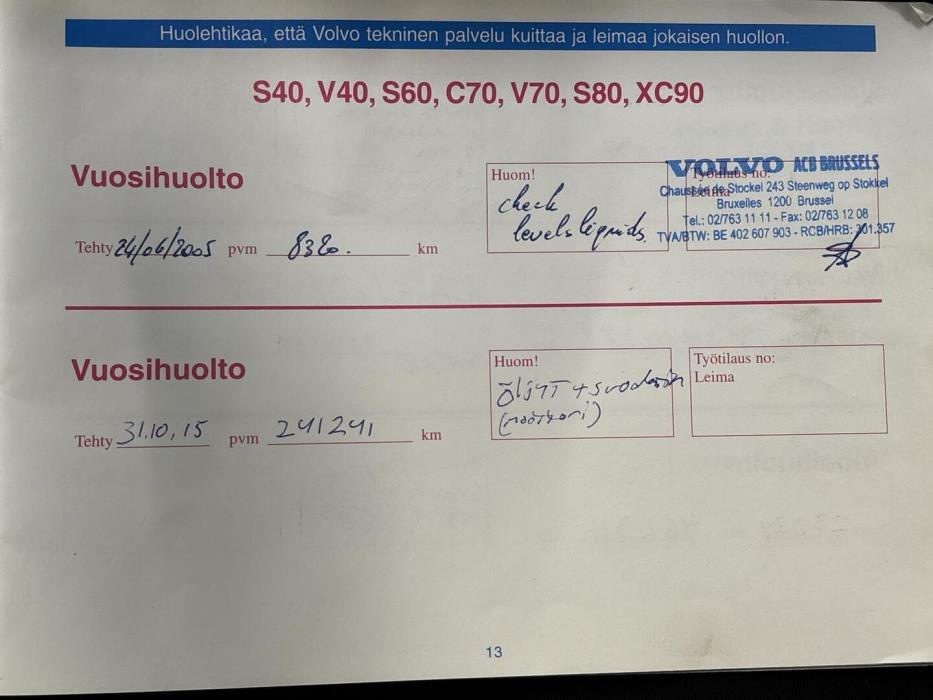 Huolehtikaa, että Volvo tekninen palvelu kuittaa ja leimaa jokaisen huollon.
S40, V40, S60, C70, V70, S80, XC90
Vuosihuolto
Tehty 24/06/2005 pvm 8380. km
Huom!
check
levels liquids.
Työtilaus no:
Leima
VOLVO ACB BRUSSELS
Chaussée de Stockel 243 Steenweg op Stokkel
Bruxelles 1200 Brussel
Tel.: 02/763 11 11 - Fax: 02/763 12 08
TVA/BTW: BE 402 607 903 - RCB/HRB: 301.357
Vuosihuolto
Tehty 31.10,15 pvm 241241 km
Huom!
Öljyt + suodatin
(moottori)
Työtilaus no:
Leima
13